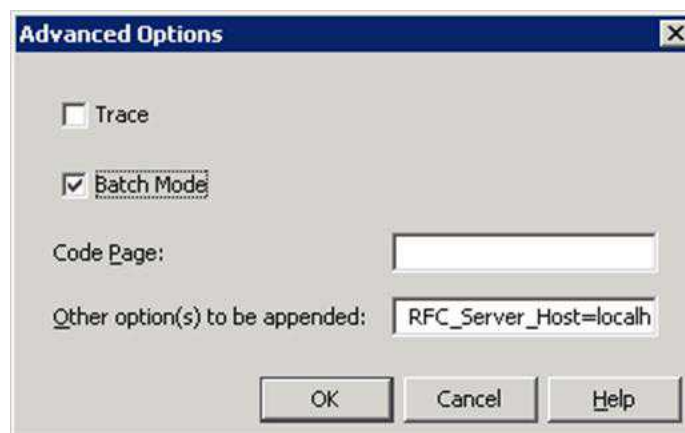 Advanced Options
Trace
Batch Mode
Code Page:
Other option(s) to be appended: RFC_Server_Host=localh
OK Cancel Help